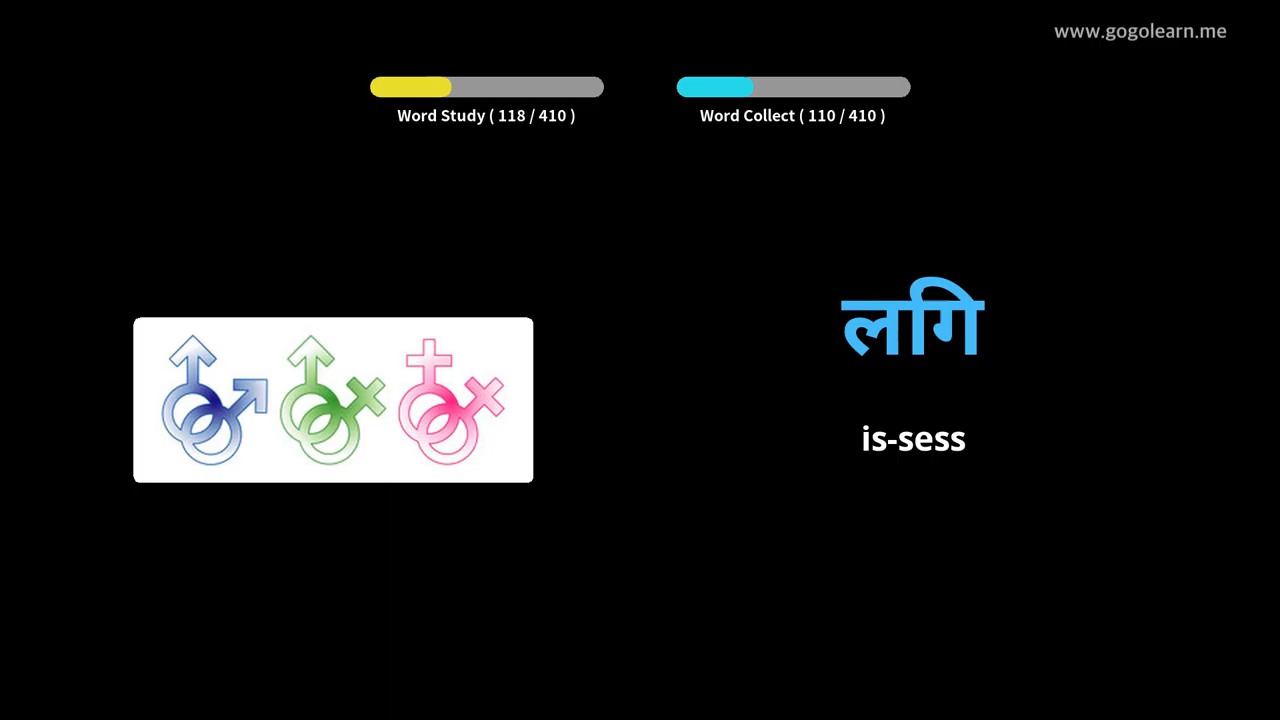 www.gogolearn.me
Word Study ( 118 / 410 )
Word Collect ( 110 / 410 )
लगि
is-sess